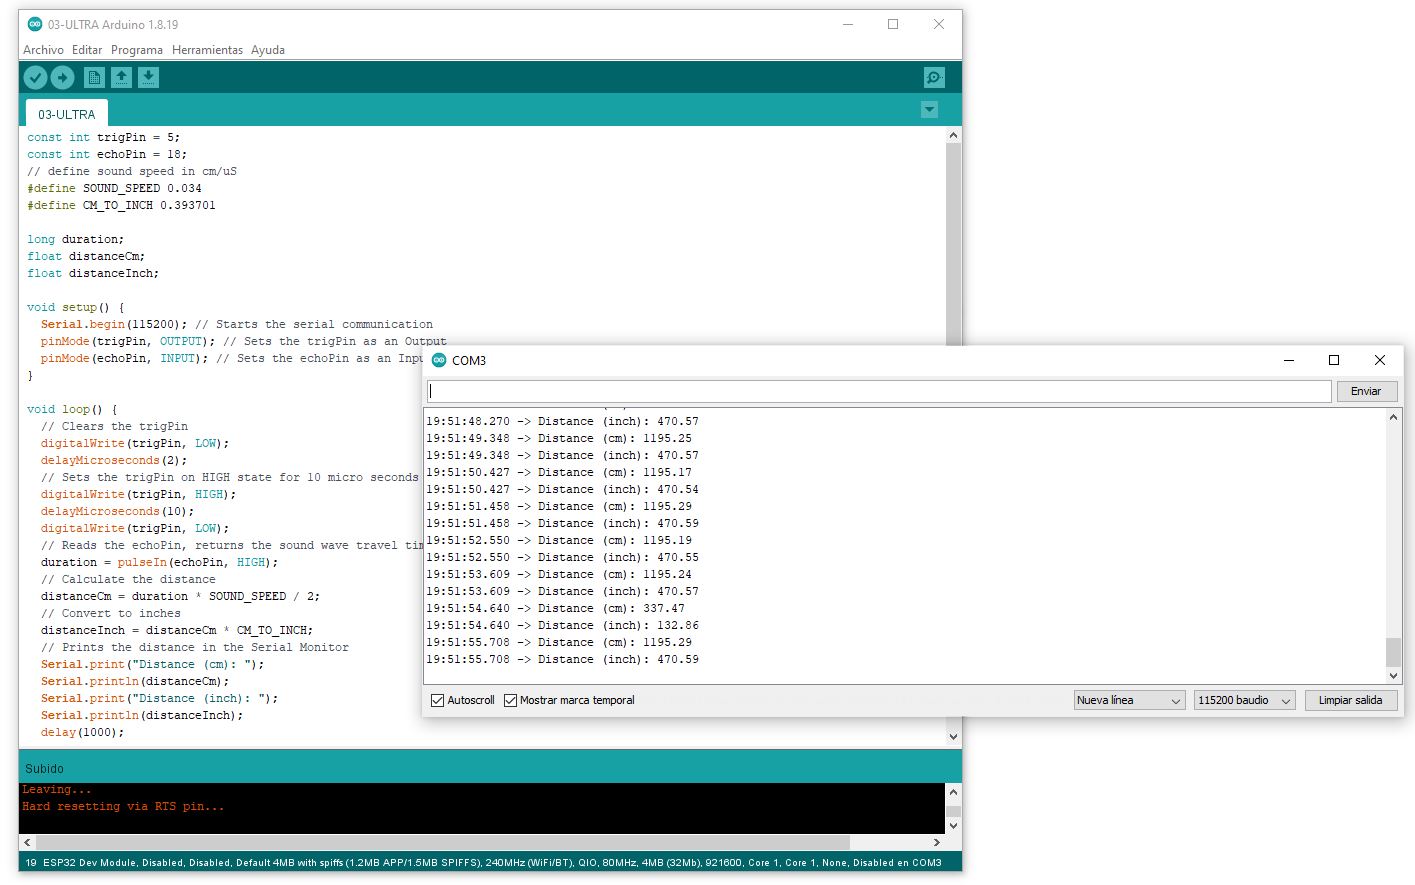 03-ULTRA Arduino 1.8.19
Archivo Editar Programa Herramientas Ayuda
03-ULTRA
const int trigPin = 5;
const int echoPin = 18;
// define sound speed in cm/uS
#define SOUND_SPEED 0.034
#define CM_TO_INCH 0.393701
long duration;
float distanceCm;
float distanceInch;
void setup() {
Serial.begin(115200); // Starts the serial communication
pinMode(trigPin, OUTPUT); // Sets the trigPin as an Output
pinMode(echoPin, INPUT); // Sets the echoPin as an Inpu
}
void loop() {
// Clears the trigPin
digitalWrite(trigPin, LOW);
delayMicroseconds(2);
// Sets the trigPin on HIGH state for 10 micro seconds
digitalWrite(trigPin, HIGH);
delayMicroseconds(10);
digitalWrite(trigPin, LOW);
// Reads the echoPin, returns the sound wave travel tim
duration = pulseIn(echoPin, HIGH);
// Calculate the distance
distanceCm = duration * SOUND_SPEED / 2;
// Convert to inches
distanceInch = distanceCm * CM_TO_INCH;
// Prints the distance in the Serial Monitor
Serial.print("Distance (cm): ");
Serial.println(distanceCm);
Serial.print("Distance (inch): ");
Serial.println(distanceInch);
delay(1000);
Subido
Leaving...
Hard resetting via RTS pin...
19 ESP32 Dev Module, Disabled, Disabled, Default 4MB with spiffs (1.2MB APP/1.5MB SPIFFS), 240MHz (WiFi/BT), QIO, 80MHz, 4MB (32Mb), 921600, Core 1, Core 1, None, Disabled en COM3
COM3
Enviar
19:51:48.270 -> Distance (inch): 470.57
19:51:49.348 -> Distance (cm): 1195.25
19:51:49.348 -> Distance (inch): 470.57
19:51:50.427 -> Distance (cm): 1195.17
19:51:50.427 -> Distance (inch): 470.54
19:51:51.458 -> Distance (cm): 1195.29
19:51:51.458 -> Distance (inch): 470.59
19:51:52.550 -> Distance (cm): 1195.19
19:51:52.550 -> Distance (inch): 470.55
19:51:53.609 -> Distance (cm): 1195.24
19:51:53.609 -> Distance (inch): 470.57
19:51:54.640 -> Distance (cm): 337.47
19:51:54.640 -> Distance (inch): 132.86
19:51:55.708 -> Distance (cm): 1195.29
19:51:55.708 -> Distance (inch): 470.59
Autoscroll Mostrar marca temporal Nueva línea 115200 baudio Limpiar salida